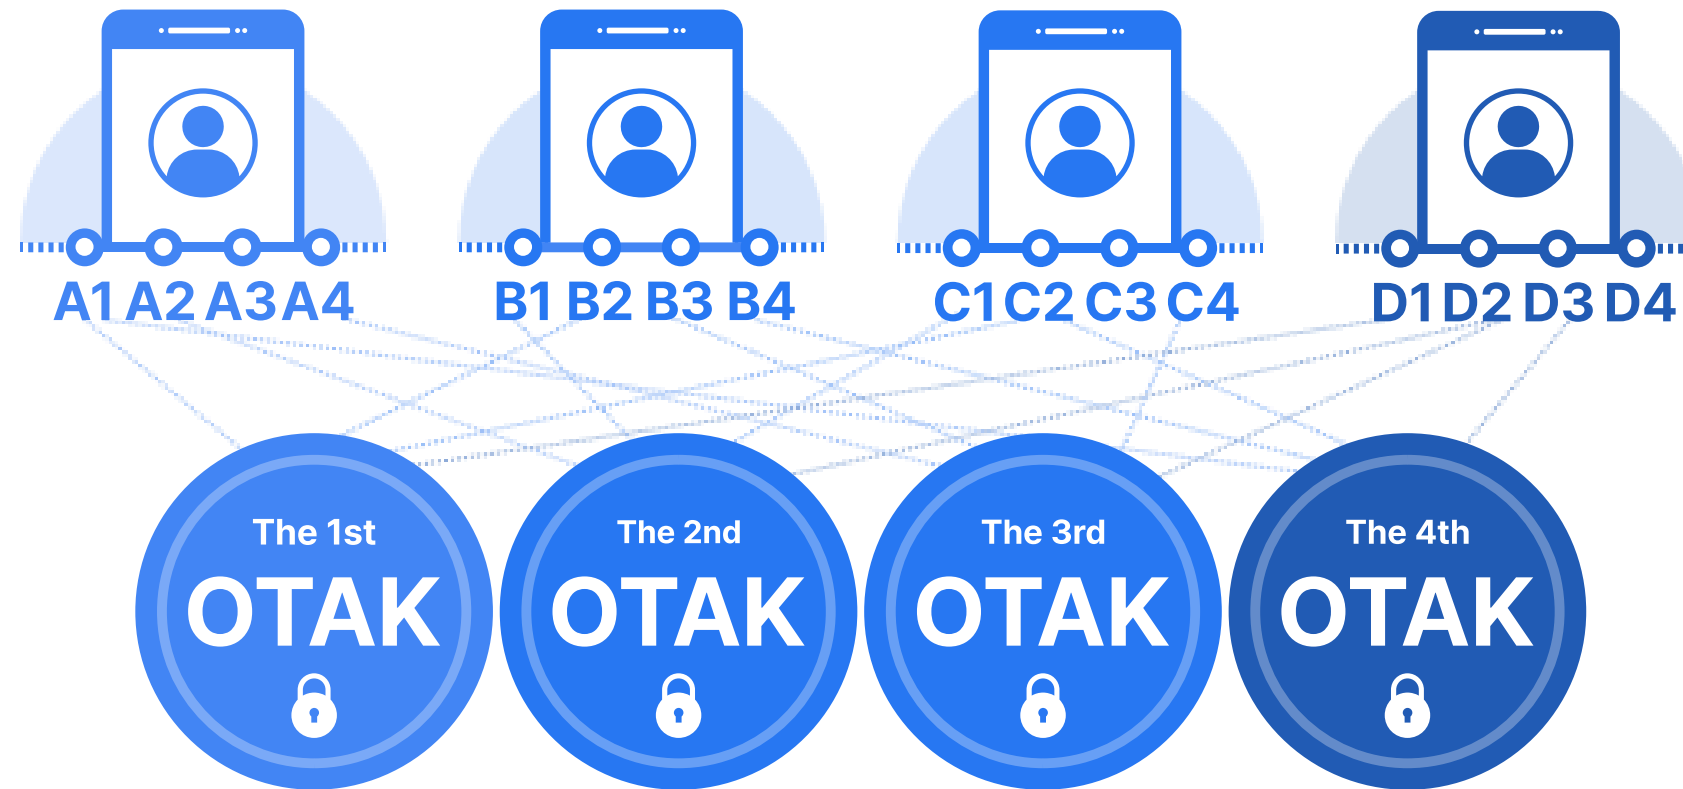 A1 A2 A3 A4
B1 B2 B3 B4
C1 C2 C3 C4
D1 D2 D3 D4
The 1st
OTAK
The 2nd
OTAK
The 3rd
OTAK
The 4th
OTAK